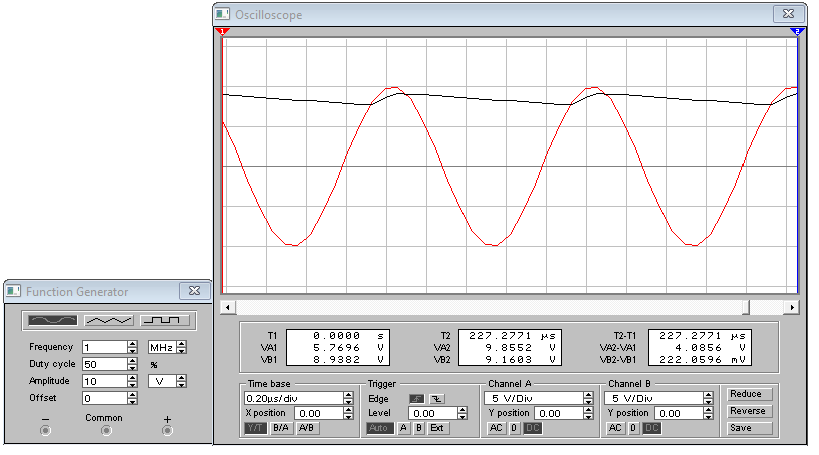 Oscilloscope
1
2
T1 0.0000 s T2 227.2771 µs T2-T1 227.2771 µs
VA1 5.7696 V VA2 9.8552 V VA2-VA1 4.0856 V
VB1 8.9382 V VB2 9.1603 V VB2-VB1 222.0596 mV
Time base
0.20µs/div
X position 0.00
Y/T B/A A/B
Trigger
Edge
Level 0.00
Auto A B Ext
Channel A
5 V/Div
Y position 0.00
AC 0 DC
Channel B
5 V/Div
Y position 0.00
AC 0 DC
Reduce
Reverse
Save
Function Generator
Frequency 1 MHz
Duty cycle 50 %
Amplitude 10 V
Offset 0
− Common +